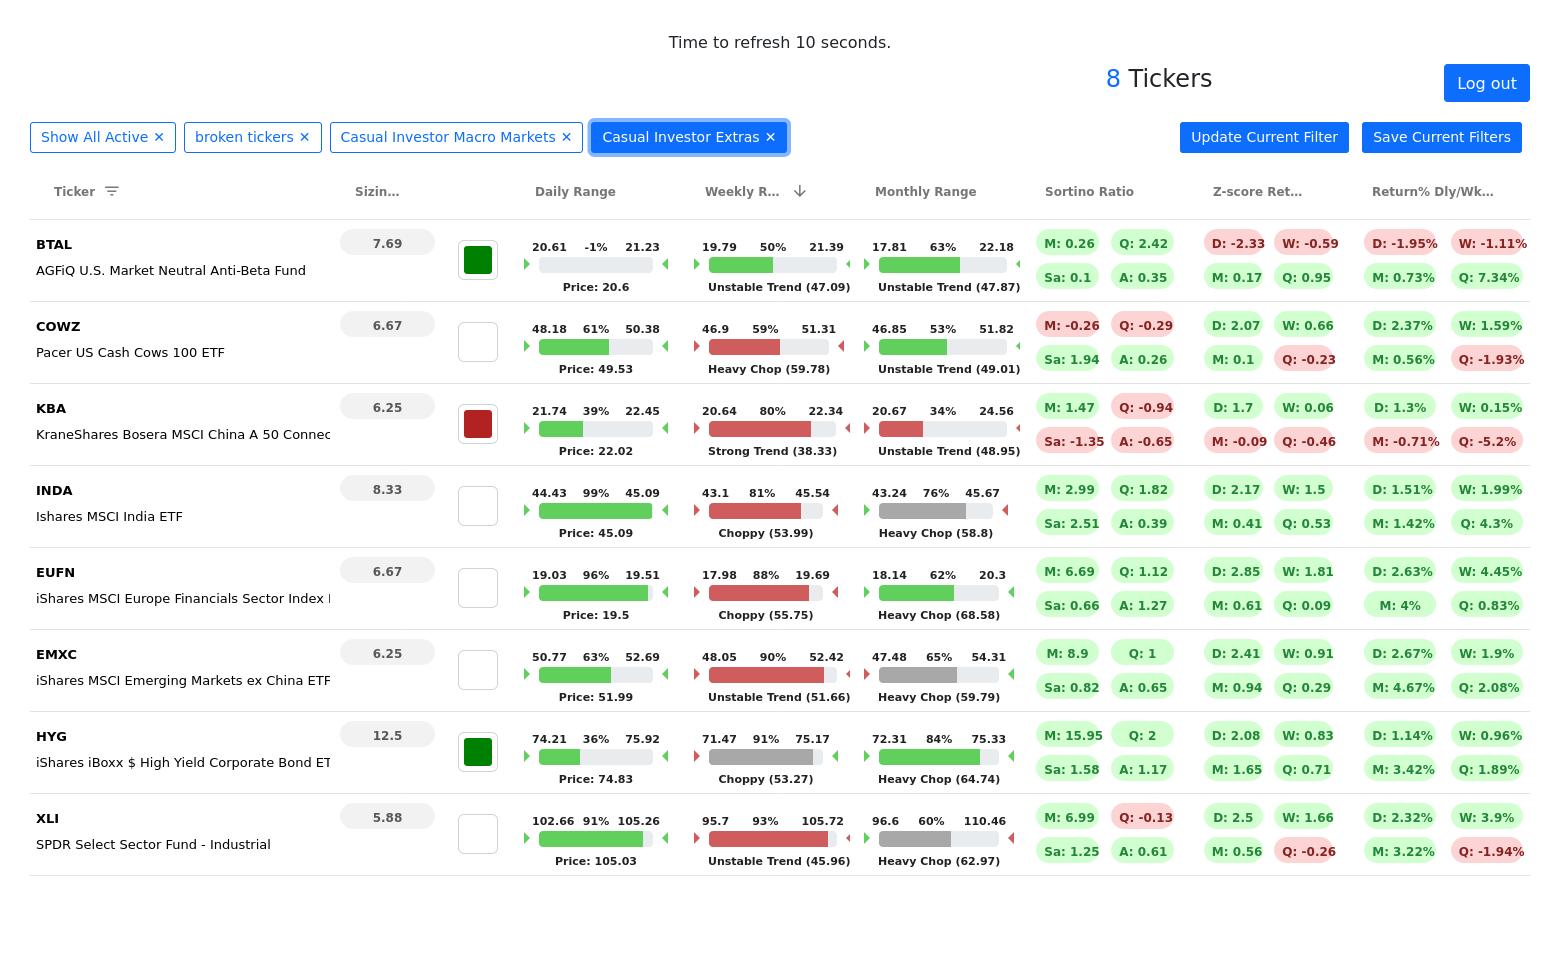 Time to refresh 10 seconds.
8 Tickers
Log out
Show All Active ✕ broken tickers ✕ Casual Investor Macro Markets ✕ Casual Investor Extras ✕ Update Current Filter Save Current Filters
Ticker Sizin... Daily Range Weekly R... Monthly Range Sortino Ratio Z-score Ret... Return% Dly/Wk...
BTAL 7.69 20.61 -1% 21.23 19.79 50% 21.39 17.81 63% 22.18 M: 0.26 Q: 2.42 D: -2.33 W: -0.59 D: -1.95% W: -1.11%
AGFiQ U.S. Market Neutral Anti-Beta Fund Price: 20.6 Unstable Trend (47.09) Unstable Trend (47.87) Sa: 0.1 A: 0.35 M: 0.17 Q: 0.95 M: 0.73% Q: 7.34%
COWZ 6.67 48.18 61% 50.38 46.9 59% 51.31 46.85 53% 51.82 M: -0.26 Q: -0.29 D: 2.07 W: 0.66 D: 2.37% W: 1.59%
Pacer US Cash Cows 100 ETF Price: 49.53 Heavy Chop (59.78) Unstable Trend (49.01) Sa: 1.94 A: 0.26 M: 0.1 Q: -0.23 M: 0.56% Q: -1.93%
KBA 6.25 21.74 39% 22.45 20.64 80% 22.34 20.67 34% 24.56 M: 1.47 Q: -0.94 D: 1.7 W: 0.06 D: 1.3% W: 0.15%
KraneShares Bosera MSCI China A 50 Connec Price: 22.02 Strong Trend (38.33) Unstable Trend (48.95) Sa: -1.35 A: -0.65 M: -0.09 Q: -0.46 M: -0.71% Q: -5.2%
INDA 8.33 44.43 99% 45.09 43.1 81% 45.54 43.24 76% 45.67 M: 2.99 Q: 1.82 D: 2.17 W: 1.5 D: 1.51% W: 1.99%
Ishares MSCI India ETF Price: 45.09 Choppy (53.99) Heavy Chop (58.8) Sa: 2.51 A: 0.39 M: 0.41 Q: 0.53 M: 1.42% Q: 4.3%
EUFN 6.67 19.03 96% 19.51 17.98 88% 19.69 18.14 62% 20.3 M: 6.69 Q: 1.12 D: 2.85 W: 1.81 D: 2.63% W: 4.45%
iShares MSCI Europe Financials Sector Index Price: 19.5 Choppy (55.75) Heavy Chop (68.58) Sa: 0.66 A: 1.27 M: 0.61 Q: 0.09 M: 4% Q: 0.83%
EMXC 6.25 50.77 63% 52.69 48.05 90% 52.42 47.48 65% 54.31 M: 8.9 Q: 1 D: 2.41 W: 0.91 D: 2.67% W: 1.9%
iShares MSCI Emerging Markets ex China ETF Price: 51.99 Unstable Trend (51.66) Heavy Chop (59.79) Sa: 0.82 A: 0.65 M: 0.94 Q: 0.29 M: 4.67% Q: 2.08%
HYG 12.5 74.21 36% 75.92 71.47 91% 75.17 72.31 84% 75.33 M: 15.95 Q: 2 D: 2.08 W: 0.83 D: 1.14% W: 0.96%
iShares iBoxx $ High Yield Corporate Bond ET Price: 74.83 Choppy (53.27) Heavy Chop (64.74) Sa: 1.58 A: 1.17 M: 1.65 Q: 0.71 M: 3.42% Q: 1.89%
XLI 5.88 102.66 91% 105.26 95.7 93% 105.72 96.6 60% 110.46 M: 6.99 Q: -0.13 D: 2.5 W: 1.66 D: 2.32% W: 3.9%
SPDR Select Sector Fund - Industrial Price: 105.03 Unstable Trend (45.96) Heavy Chop (62.97) Sa: 1.25 A: 0.61 M: 0.56 Q: -0.26 M: 3.22% Q: -1.94%